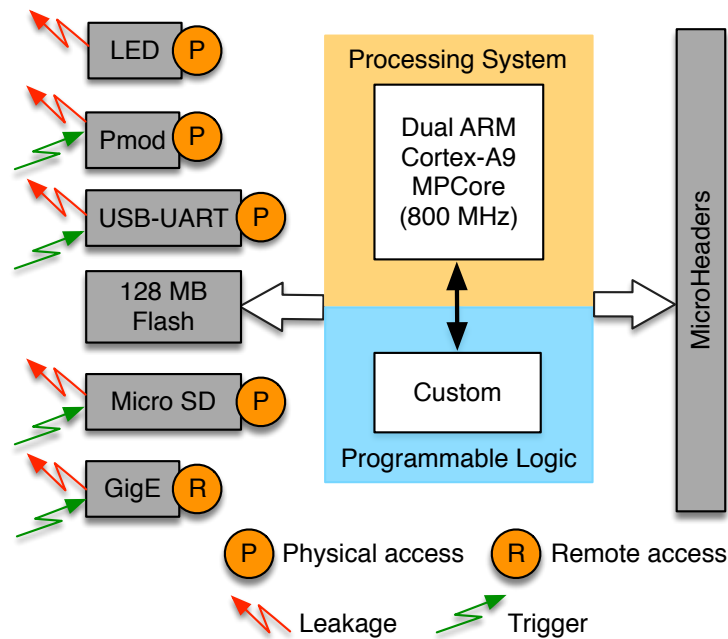 LED
P
Pmod
P
USB-UART
P
128 MB
Flash
Micro SD
P
GigE
R
Processing System
Dual ARM
Cortex-A9
MPCore
(800 MHz)
Custom
Programmable Logic
MicroHeaders
P Physical access
R Remote access
Leakage
Trigger